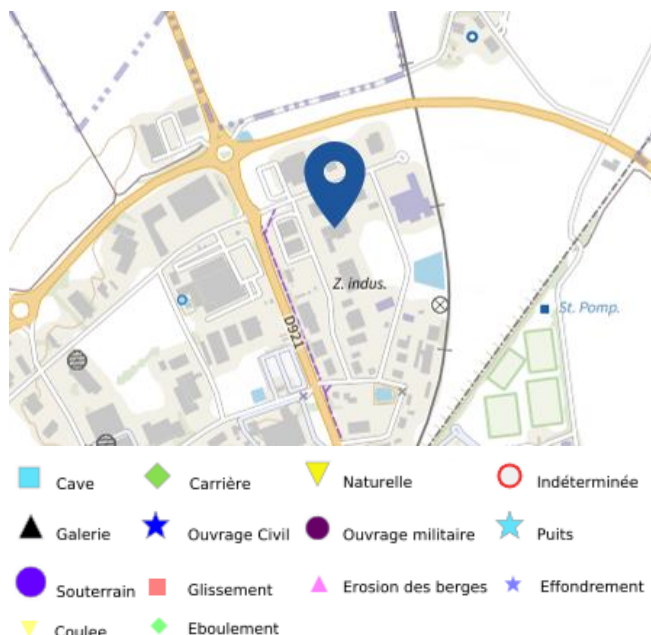 Z. indus.
St. Pomp.
D921
Cave Carrière Naturelle Indéterminée
Galerie Ouvrage Civil Ouvrage militaire Puits
Souterrain Glissement Erosion des berges Effondrement
Coulee Eboulement